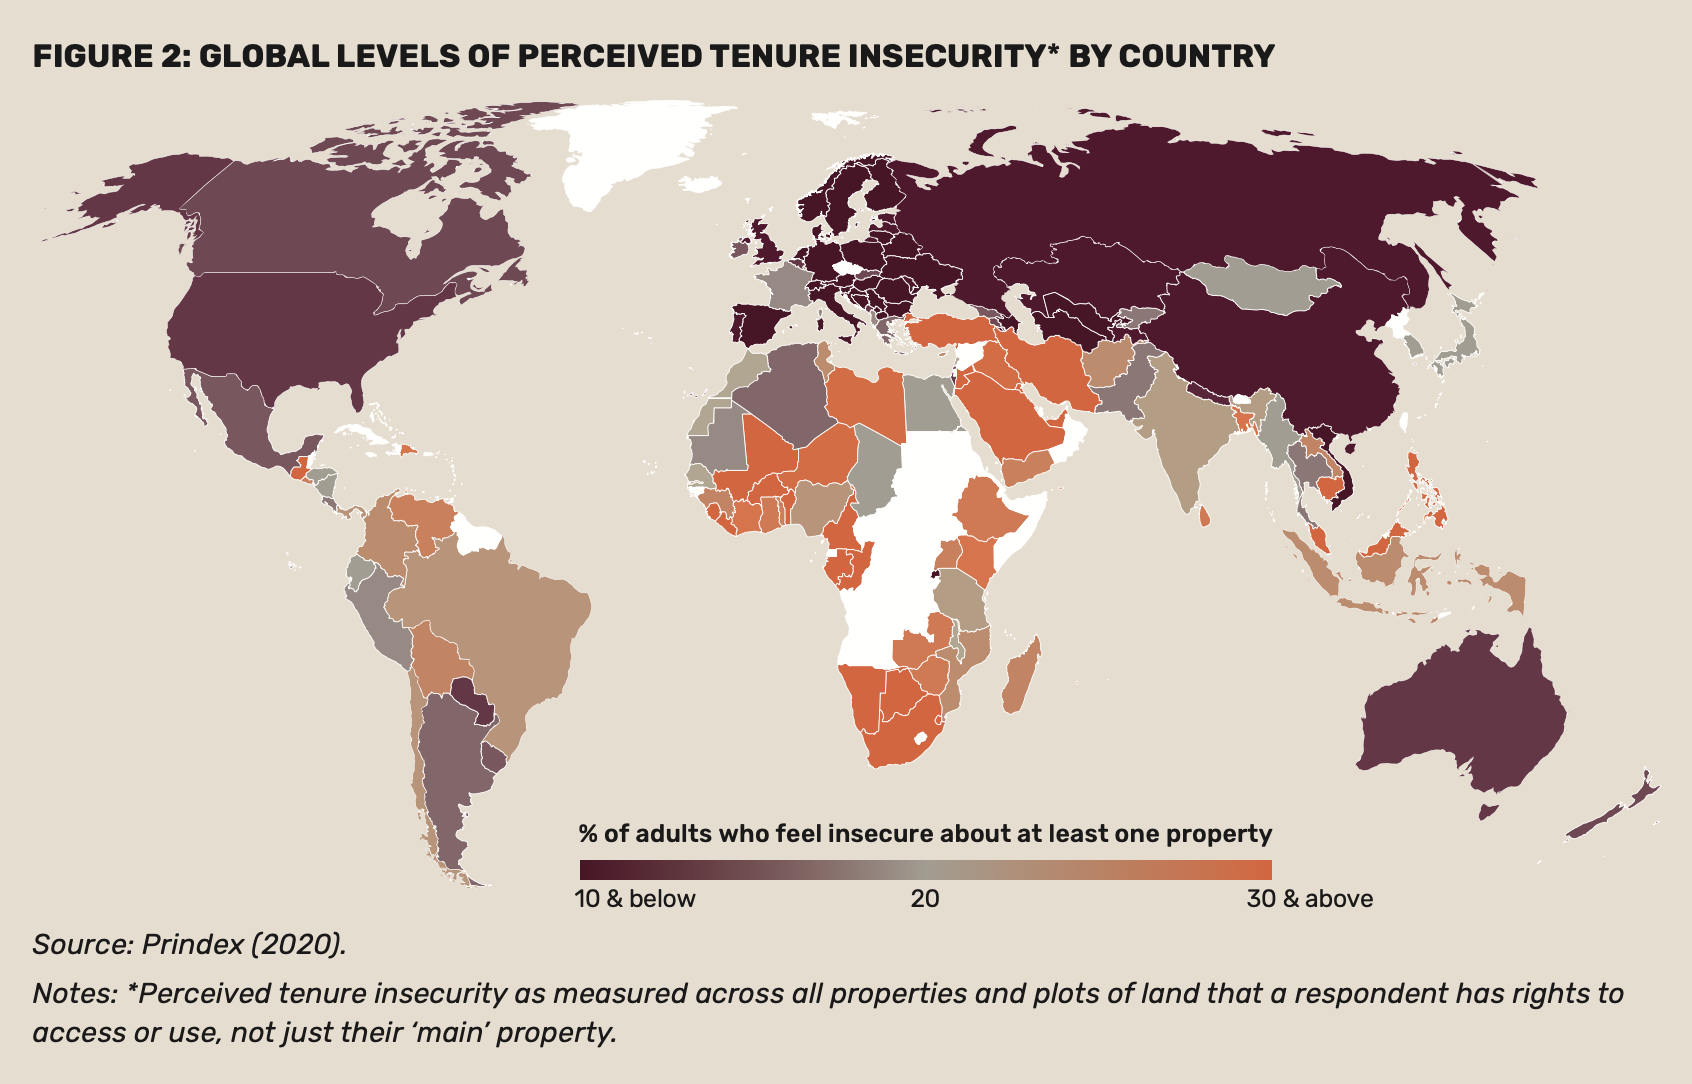 FIGURE 2: GLOBAL LEVELS OF PERCEIVED TENURE INSECURITY* BY COUNTRY
% of adults who feel insecure about at least one property
10 & below 20 30 & above
Source: Prindex (2020).
Notes: *Perceived tenure insecurity as measured across all properties and plots of land that a respondent has rights to
access or use, not just their ‘main’ property.